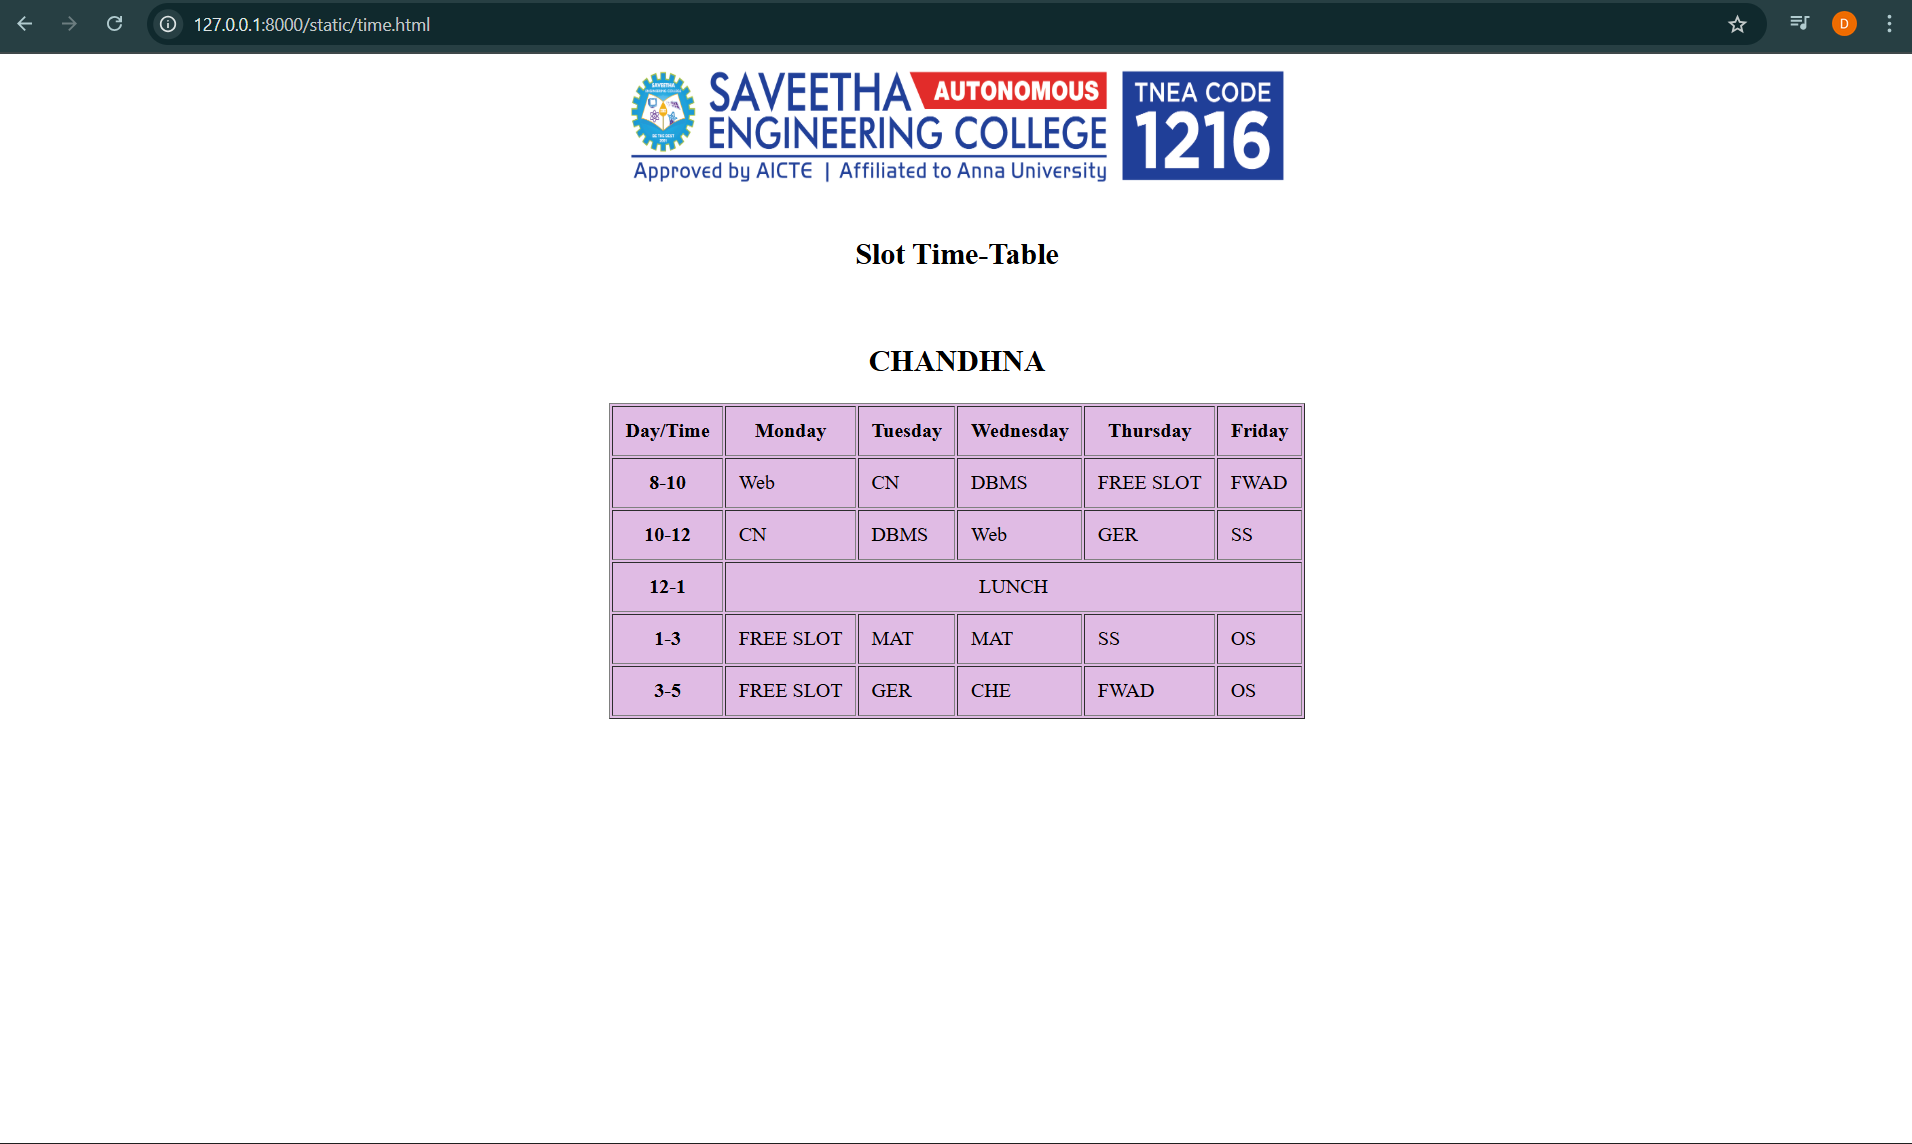 127.0.0.1:8000/static/time.html
D
SAVEETHA AUTONOMOUS
ENGINEERING COLLEGE
Approved by AICTE | Affiliated to Anna University
TNEA CODE
1216
Slot Time-Table
CHANDHNA
Day/Time Monday Tuesday Wednesday Thursday Friday
8-10 Web CN DBMS FREE SLOT FWAD
10-12 CN DBMS Web GER SS
12-1 LUNCH
1-3 FREE SLOT MAT MAT SS OS
3-5 FREE SLOT GER CHE FWAD OS